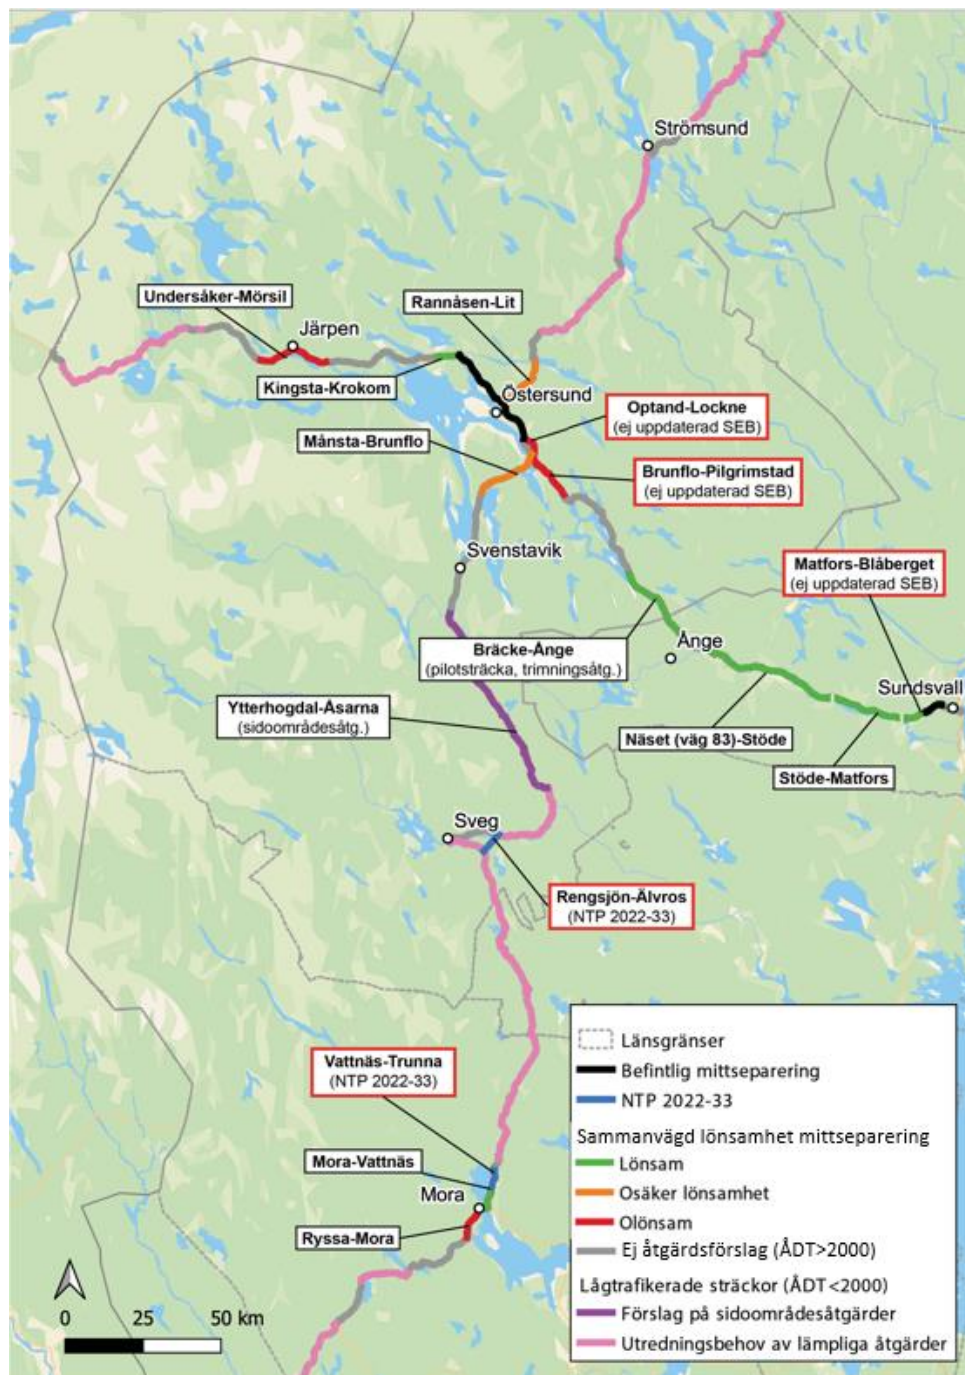 Strömsund
Undersåker-Mörsil
Rannåsen-Lit
Järpen
Kingsta-Krokom
Östersund
Optand-Lockne
(ej uppdaterad SEB)
Månsta-Brunflo
Brunflo-Pilgrimstad
(ej uppdaterad SEB)
Svenstavik
Matfors-Blåberget
(ej uppdaterad SEB)
Bräcke-Ånge
(pilotsträcka, trimningsåtg.)
Ånge
Sundsvall
Ytterhogdal-Åsarna
(sidoområdesåtg.)
Näset (väg 83)-Stöde
Stöde-Matfors
Sveg
Rengsjön-Älvros
(NTP 2022-33)
Vattnäs-Trunna
(NTP 2022-33)
Mora-Vattnäs
Mora
Ryssa-Mora
0 25 50 km
Länsgränser
Befintlig mittseparering
NTP 2022-33
Sammanvägd lönsamhet mittseparering
Lönsam
Osäker lönsamhet
Olönsam
Ej åtgärdsförslag (ÅDT>2000)
Lågtrafikerade sträckor (ÅDT<2000)
Förslag på sidoområdesåtgärder
Utredningsbehov av lämpliga åtgärder